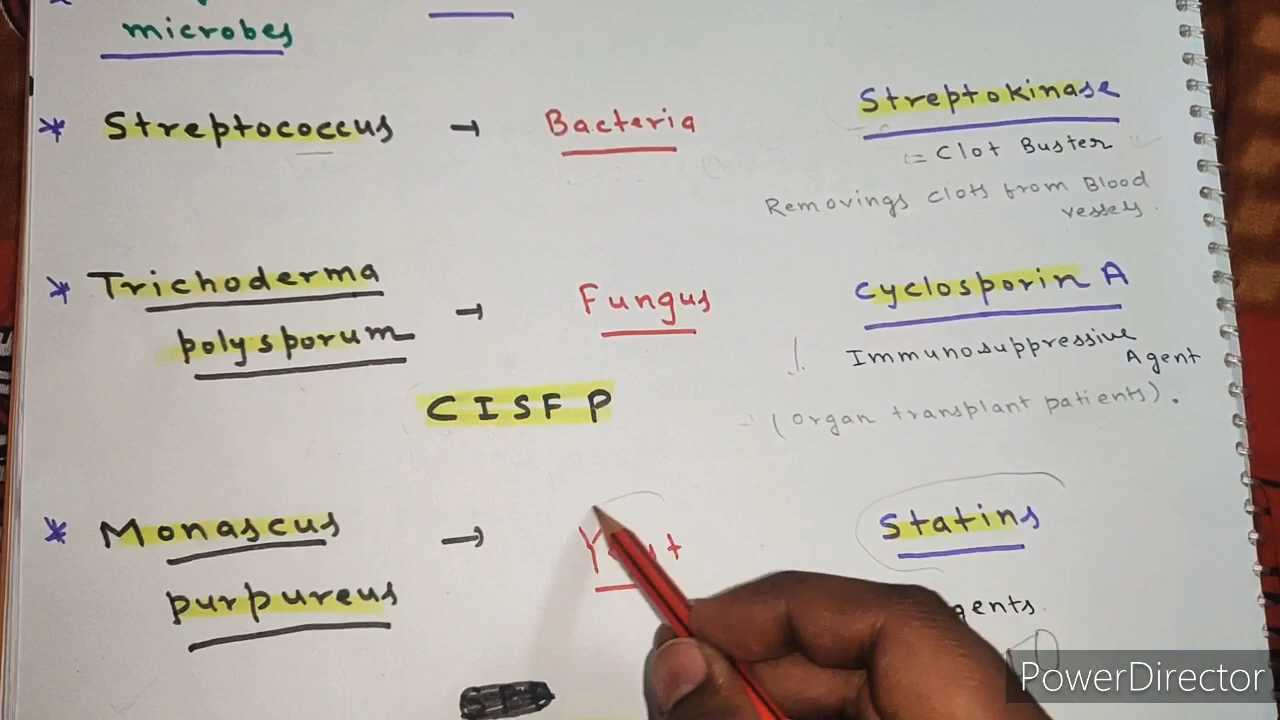 microbes
* Streptococcus → Bacteria Streptokinase
= Clot Buster
Removings clots from Blood
vessels.
* Trichoderma
polysporum → Fungus Cyclosporin A
Immunosuppressive
Agent
(organ transplant patients).
CISF P
* Monascus → Statins
purpureus
PowerDirector